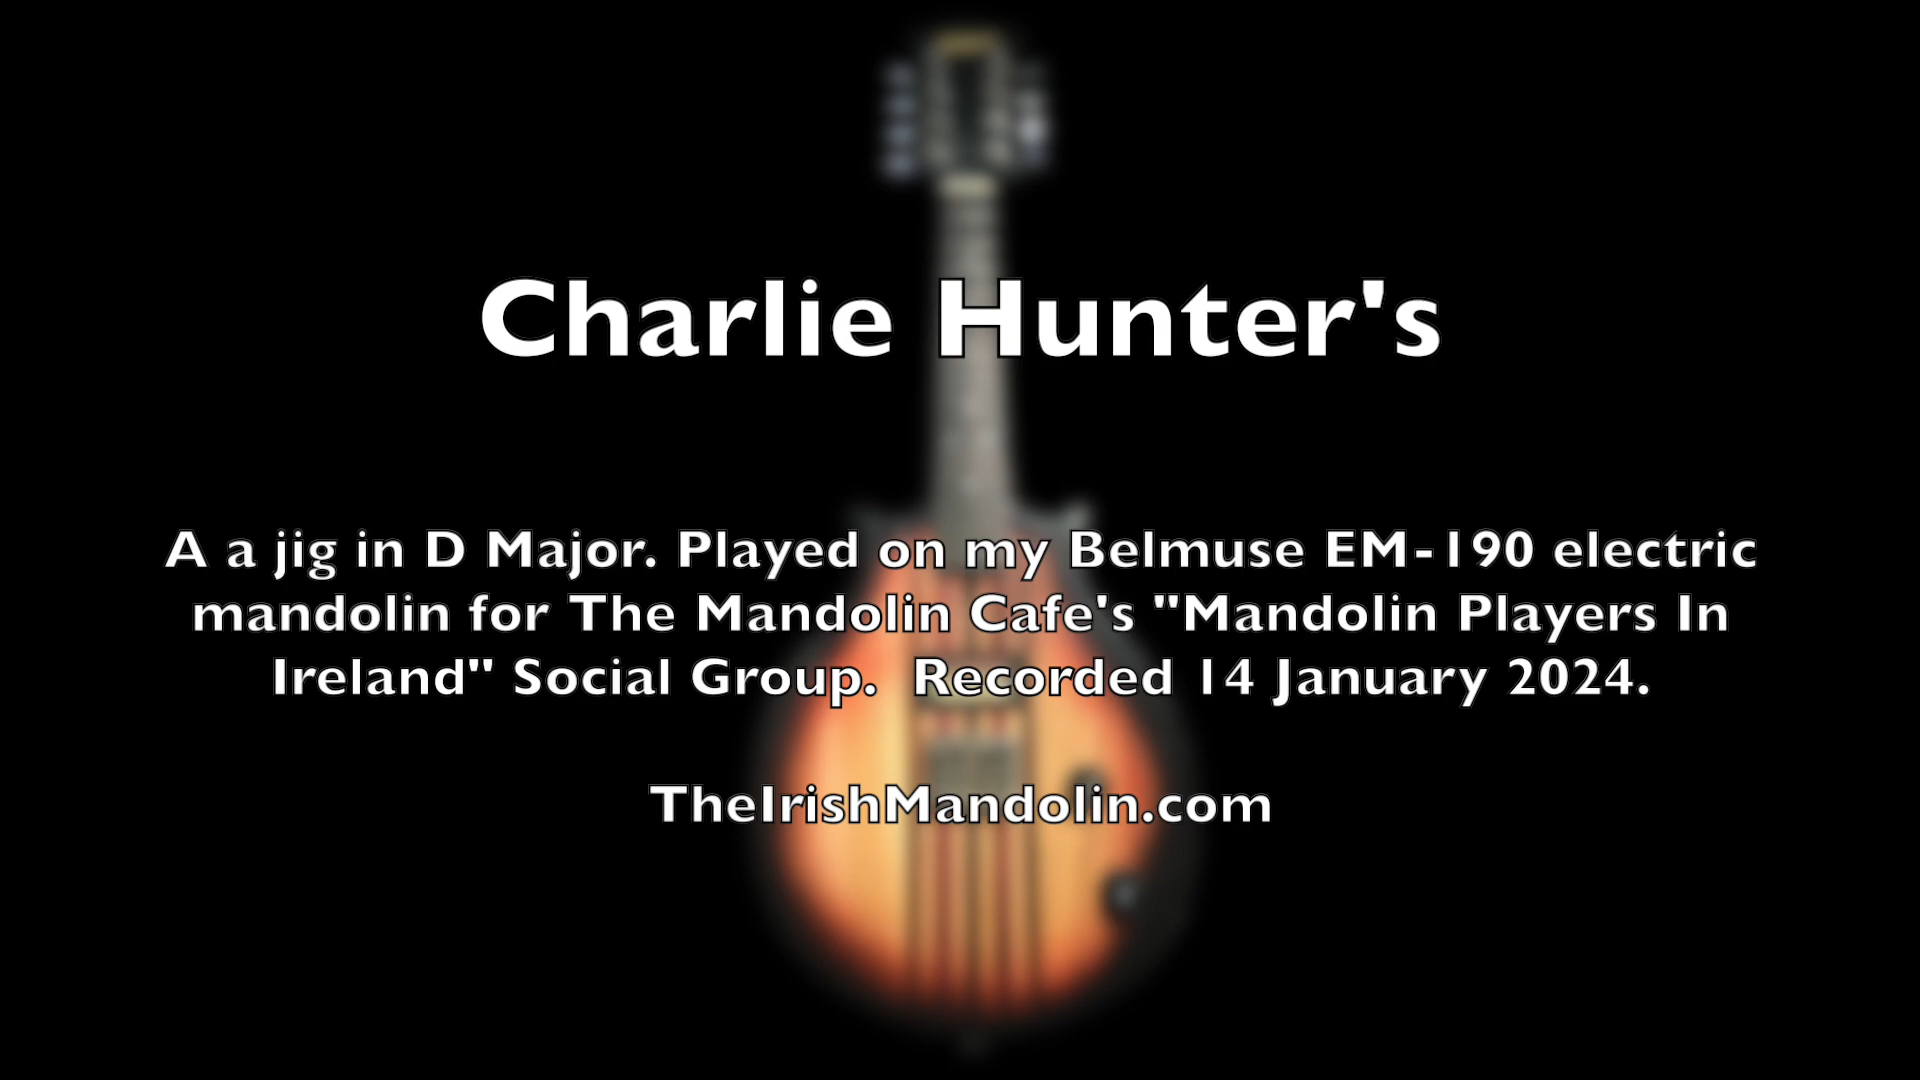 Charlie Hunter's
A a jig in D Major. Played on my Belmuse EM-190 electric
mandolin for The Mandolin Cafe's "Mandolin Players In
Ireland" Social Group.  Recorded 14 January 2024.
TheIrishMandolin.com